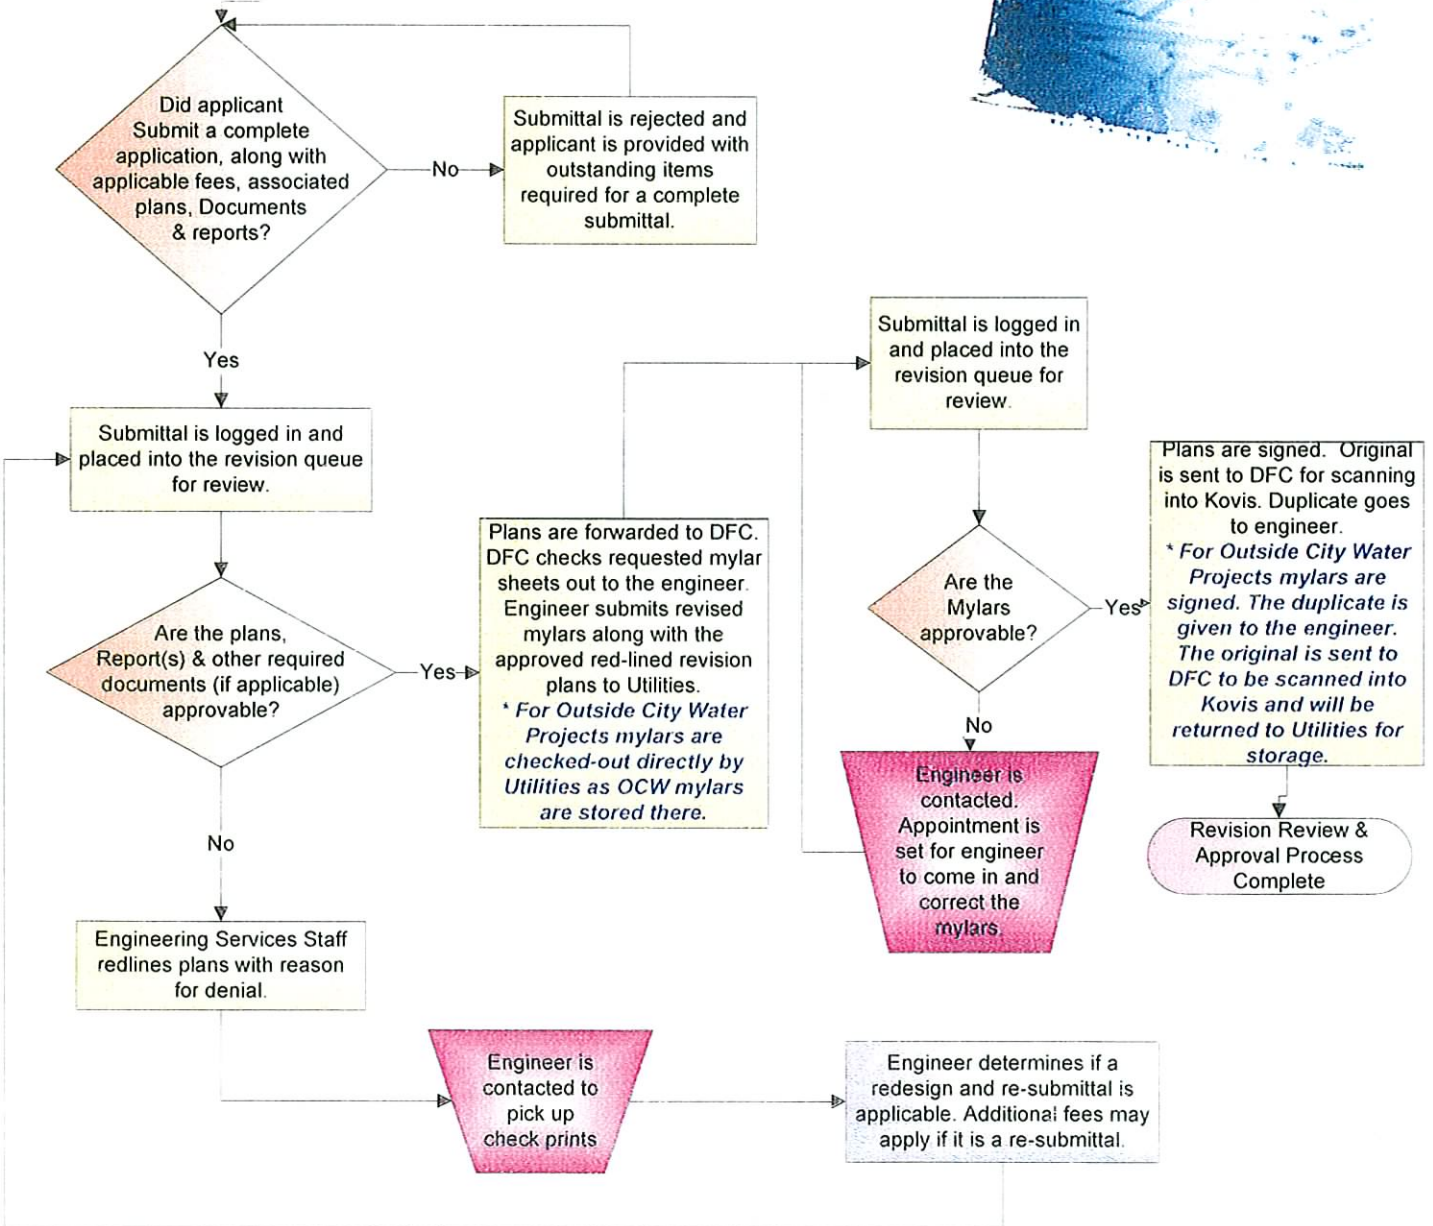 Did applicant
Submit a complete
application, along with
applicable fees, associated
plans, Documents
& reports?
No
Submittal is rejected and
applicant is provided with
outstanding items
required for a complete
submittal.
Yes
Submittal is logged in and
placed into the revision queue
for review.
Are the plans,
Report(s) & other required
documents (if applicable)
approvable?
Yes
Plans are forwarded to DFC.
DFC checks requested mylar
sheets out to the engineer.
Engineer submits revised
mylars along with the
approved red-lined revision
plans to Utilities.
* For Outside City Water
Projects mylars are
checked-out directly by
Utilities as OCW mylars
are stored there.
Submittal is logged in
and placed into the
revision queue for
review.
Are the
Mylars
approvable?
Yes
Plans are signed. Original
is sent to DFC for scanning
into Kovis. Duplicate goes
to engineer.
* For Outside City Water
Projects mylars are
signed. The duplicate is
given to the engineer.
The original is sent to
DFC to be scanned into
Kovis and will be
returned to Utilities for
storage.
Revision Review &
Approval Process
Complete
No
Engineer is
contacted.
Appointment is
set for engineer
to come in and
correct the
mylars.
No
Engineering Services Staff
redlines plans with reason
for denial.
Engineer is
contacted to
pick up
check prints
Engineer determines if a
redesign and re-submittal is
applicable. Additional fees may
apply if it is a re-submittal.